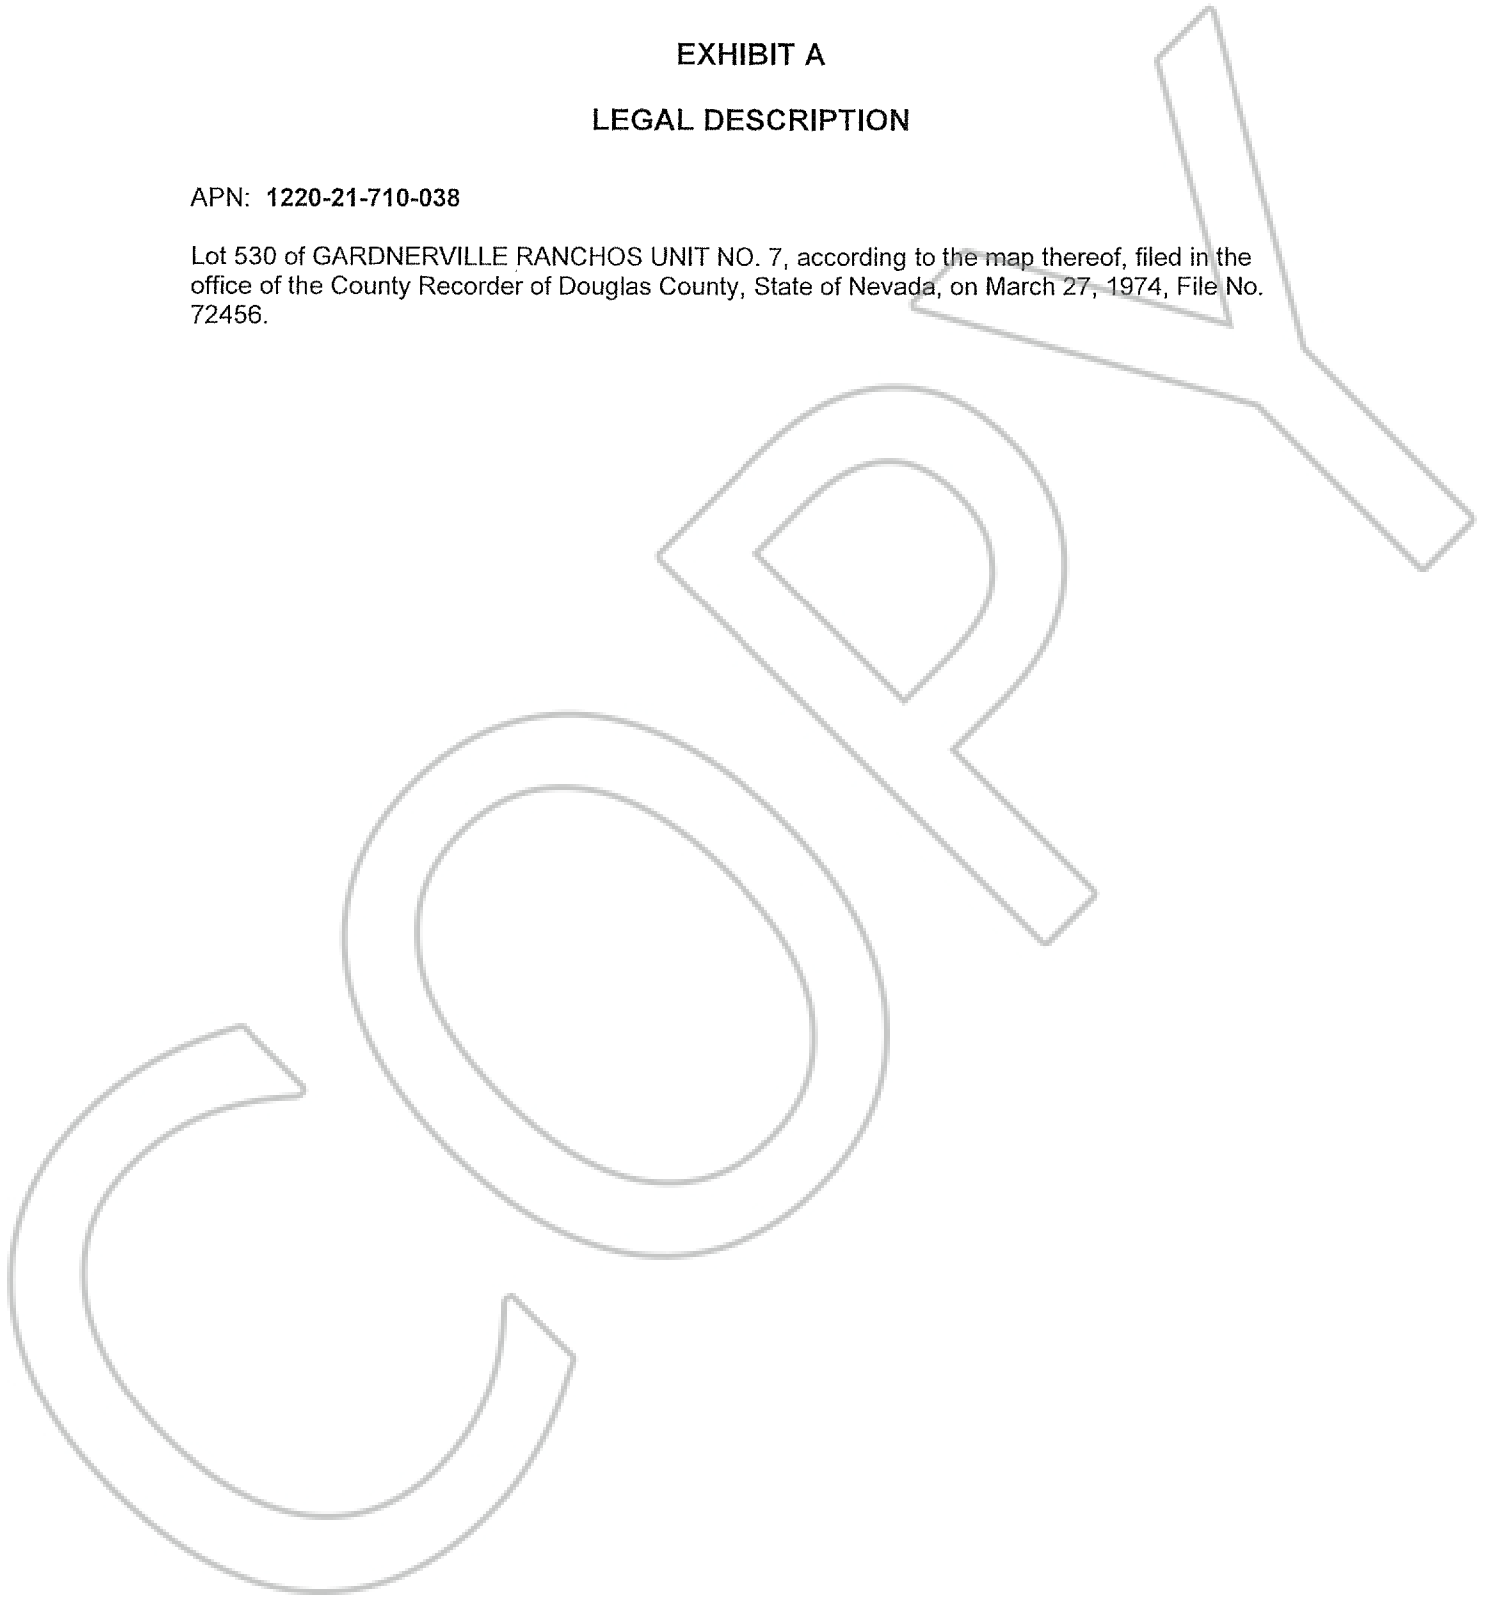 EXHIBIT A
LEGAL DESCRIPTION
APN: 1220-21-710-038
Lot 530 of GARDNERVILLE RANCHOS UNIT NO. 7, according to the map thereof, filed in the
office of the County Recorder of Douglas County, State of Nevada, on March 27, 1974, File No.
72456.
COPY